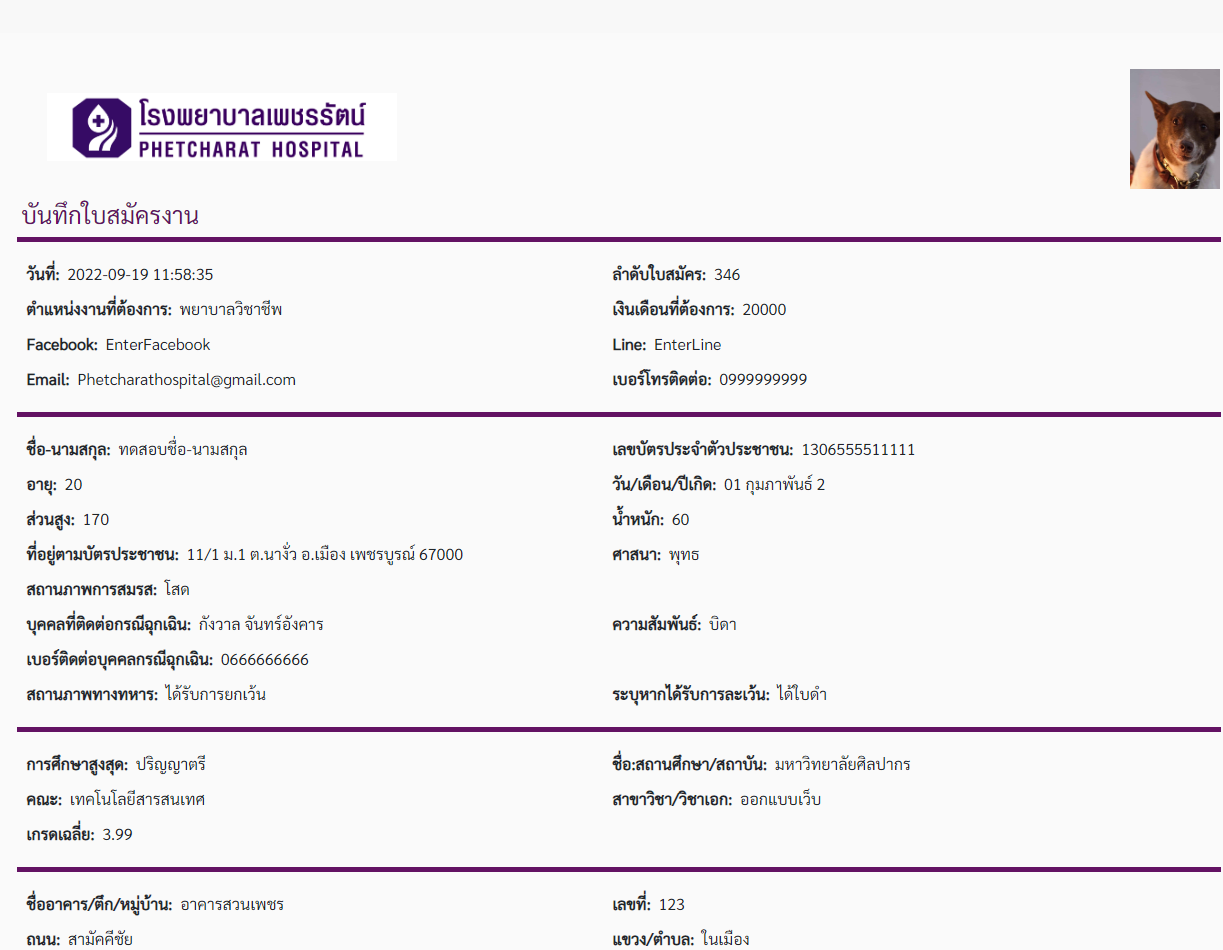 โรงพยาบาลเพชรรัตน์
PHETCHARAT HOSPITAL
บันทึกใบสมัครงาน
วันที่: 2022-09-19 11:58:35 ลำดับใบสมัคร: 346
ตำแหน่งงานที่ต้องการ: พยาบาลวิชาชีพ เงินเดือนที่ต้องการ: 20000
Facebook: EnterFacebook Line: EnterLine
Email: Phetcharathospital@gmail.com เบอร์โทรติดต่อ: 0999999999
ชื่อ-นามสกุล: ทดสอบชื่อ-นามสกุล เลขบัตรประจำตัวประชาชน: 1306555511111
อายุ: 20 วัน/เดือน/ปีเกิด: 01 กุมภาพันธ์ 2
ส่วนสูง: 170 น้ำหนัก: 60
ที่อยู่ตามบัตรประชาชน: 11/1 ม.1 ต.นางั่ว อ.เมือง เพชรบูรณ์ 67000 ศาสนา: พุทธ
สถานภาพการสมรส: โสด
บุคคลที่ติดต่อกรณีฉุกเฉิน: กังวาล จันทร์อังคาร ความสัมพันธ์: บิดา
เบอร์ติดต่อบุคคลกรณีฉุกเฉิน: 0666666666
สถานภาพทางทหาร: ได้รับการยกเว้น ระบุหากได้รับการละเว้น: ได้ใบดำ
การศึกษาสูงสุด: ปริญญาตรี ชื่อ:สถานศึกษา/สถาบัน: มหาวิทยาลัยศิลปากร
คณะ: เทคโนโลยีสารสนเทศ สาขาวิชา/วิชาเอก: ออกแบบเว็บ
เกรดเฉลี่ย: 3.99
ชื่ออาคาร/ตึก/หมู่บ้าน: อาคารสวนเพชร เลขที่: 123
ถนน: สามัคคีชัย แขวง/ตำบล: ในเมือง